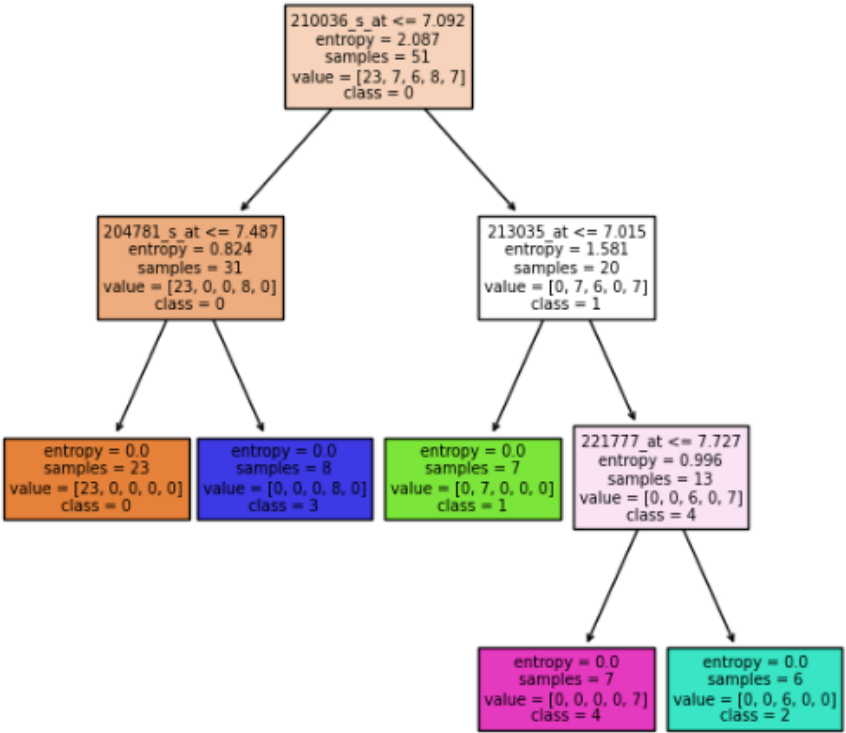 210036_s_at <= 7.092
entropy = 2.087
samples = 51
value = [23, 7, 6, 8, 7]
class = 0
204781_s_at <= 7.487
entropy = 0.824
samples = 31
value = [23, 0, 0, 8, 0]
class = 0
213035_at <= 7.015
entropy = 1.581
samples = 20
value = [0, 7, 6, 0, 7]
class = 1
entropy = 0.0
samples = 23
value = [23, 0, 0, 0, 0]
class = 0
entropy = 0.0
samples = 8
value = [0, 0, 0, 8, 0]
class = 3
entropy = 0.0
samples = 7
value = [0, 7, 0, 0, 0]
class = 1
221777_at <= 7.727
entropy = 0.996
samples = 13
value = [0, 0, 6, 0, 7]
class = 4
entropy = 0.0
samples = 7
value = [0, 0, 0, 0, 7]
class = 4
entropy = 0.0
samples = 6
value = [0, 0, 6, 0, 0]
class = 2